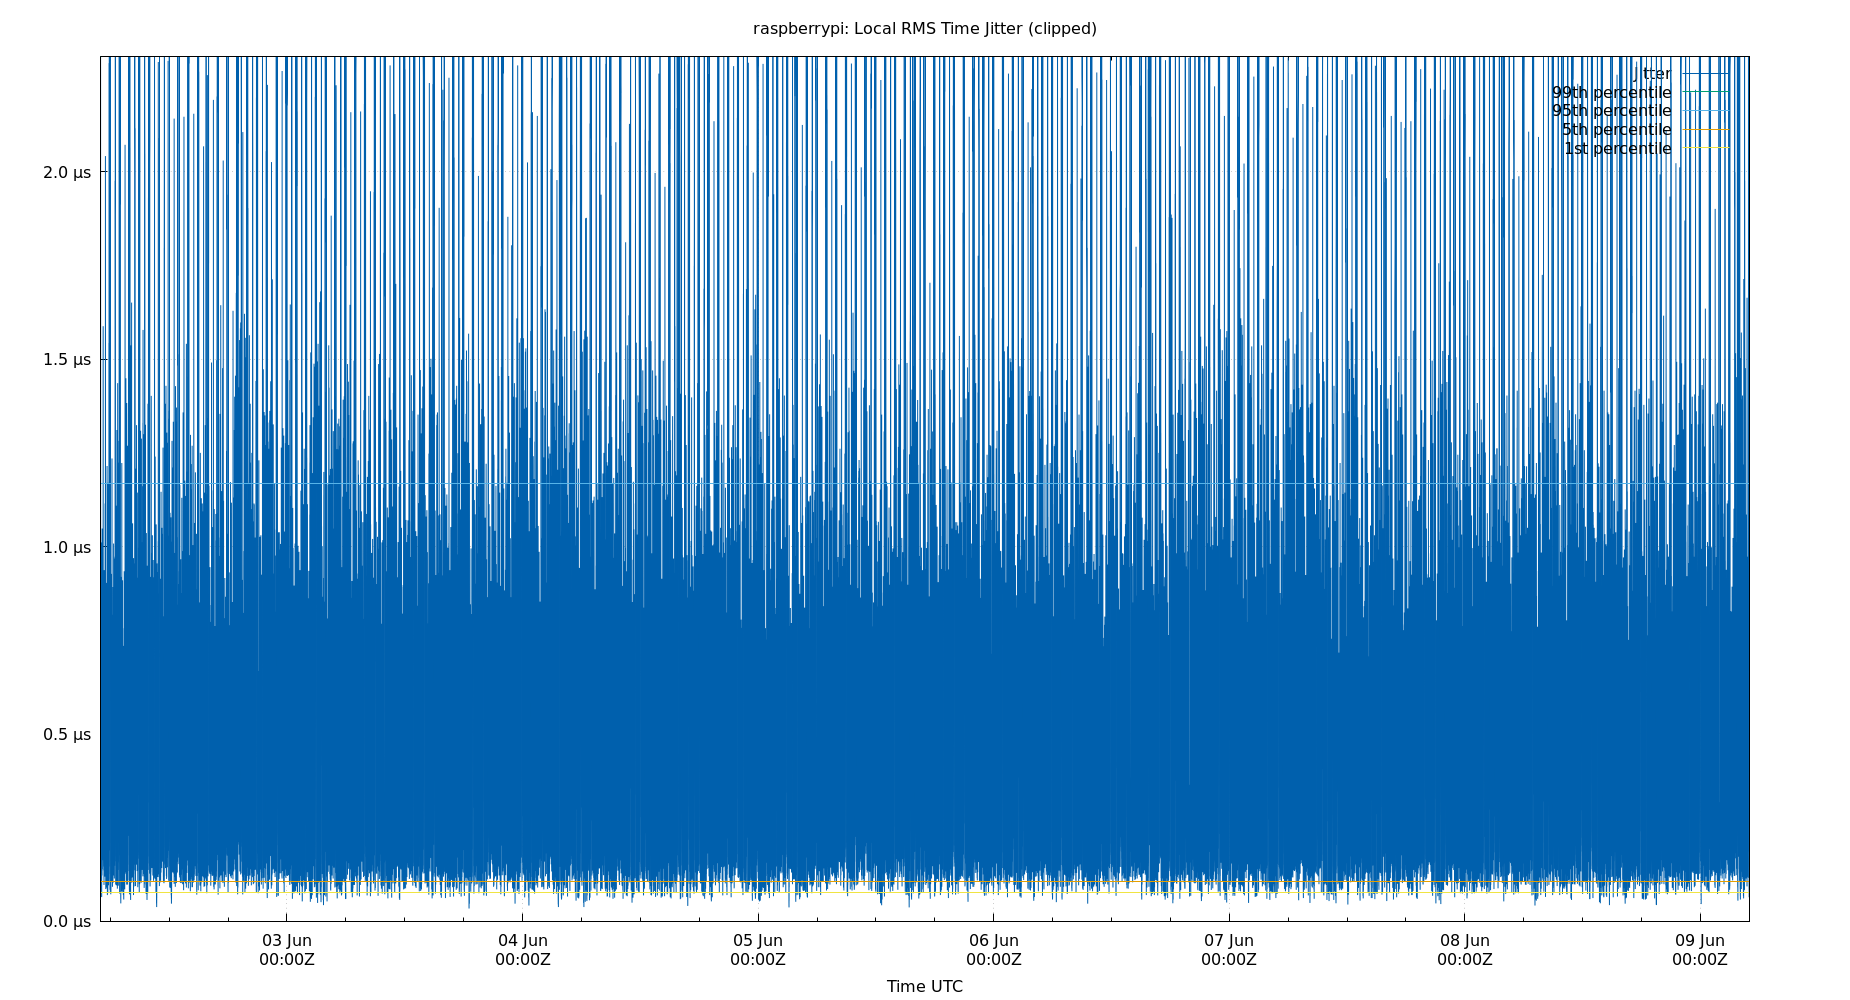 raspberrypi: Local RMS Time Jitter (clipped)
Jitter
99th percentile
95th percentile
5th percentile
1st percentile
2.0 µs
1.5 µs
1.0 µs
0.5 µs
0.0 µs
03 Jun 04 Jun 05 Jun 06 Jun 07 Jun 08 Jun 09 Jun
00:00Z 00:00Z 00:00Z 00:00Z 00:00Z 00:00Z 00:00Z
Time UTC